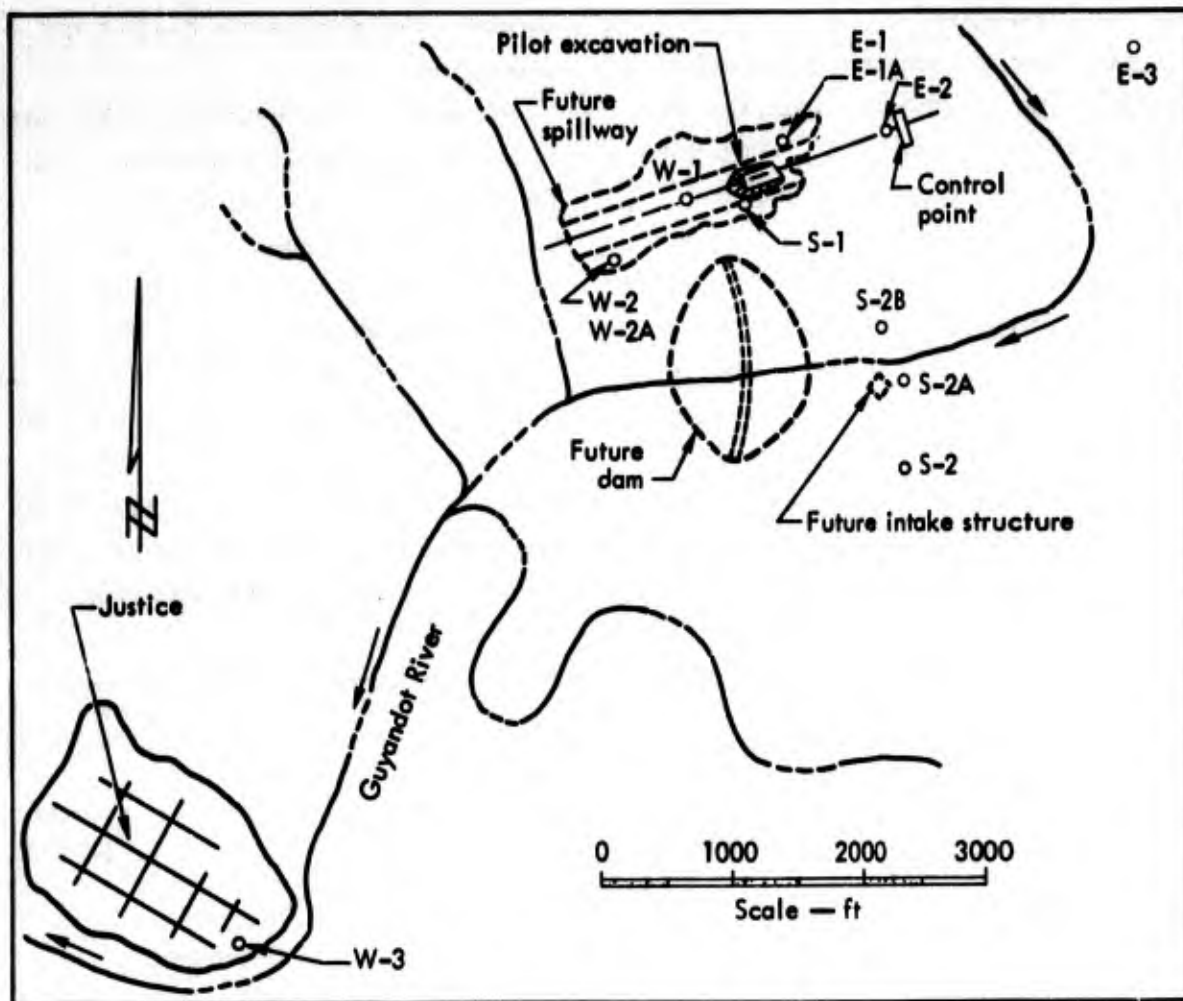 Pilot excavation
E-1
E-1A
E-2
E-3
Future
spillway
W-1
Control
point
S-1
W-2
W-2A
S-2B
S-2A
Future
dam
S-2
Future intake structure
Justice
Guyandot River
0 1000 2000 3000
Scale — ft
W-3
N